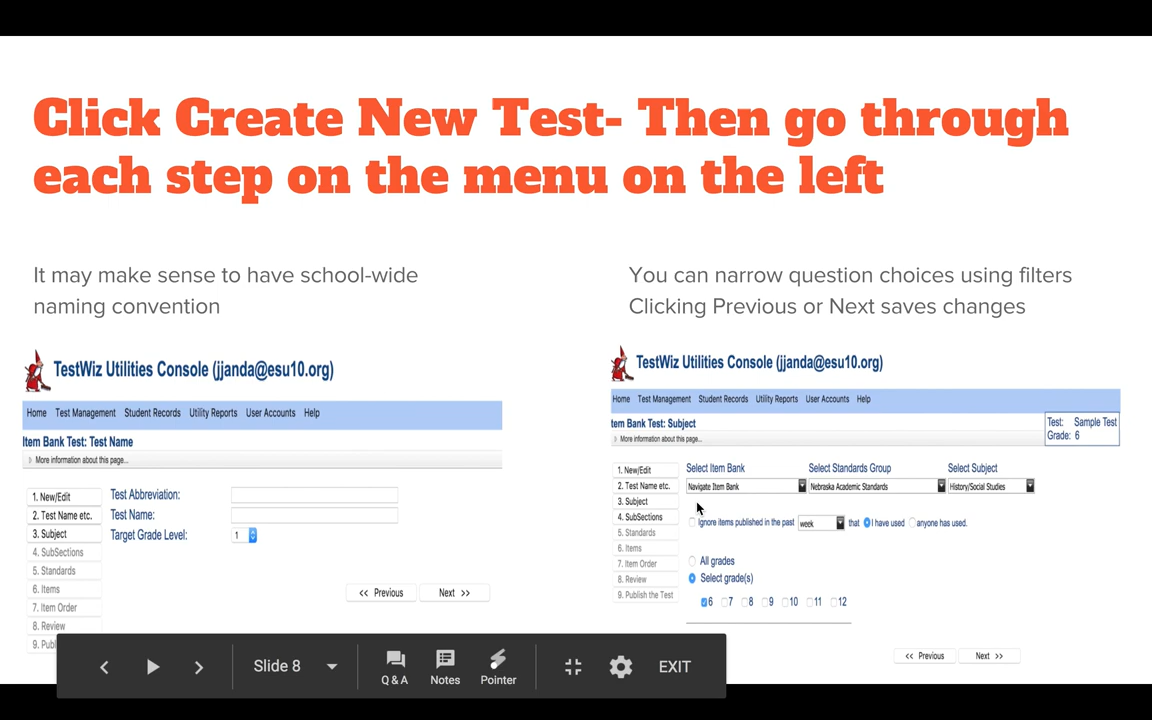 Click Create New Test- Then go through
each step on the menu on the left
It may make sense to have school-wide
naming convention
TestWiz Utilities Console (jjanda@esu10.org)
Home Test Management Student Records Utility Reports User Accounts Help
Item Bank Test: Test Name
More information about this page...
1. New/Edit
2. Test Name etc.
3. Subject
4. SubSections
5. Standards
6. Items
7. Item Order
8. Review
9. Publ
Test Abbreviation:
Test Name:
Target Grade Level: 1
<< Previous Next >>
You can narrow question choices using filters
Clicking Previous or Next saves changes
TestWiz Utilities Console (jjanda@esu10.org)
Home Test Management Student Records Utility Reports User Accounts Help
tem Bank Test: Subject
More information about this page...
Test: Sample Test
Grade: 6
1. New/Edit
2. Test Name etc.
3. Subject
4. SubSections
5. Standards
6. Items
7. Item Order
8. Review
9. Publish the Test
Select Item Bank Select Standards Group Select Subject
Navigate Item Bank Nebraska Academic Standards History/Social Studies
Ignore items published in the past week that I have used anyone has used.
All grades
Select grade(s)
6 7 8 9 10 11 12
<< Previous Next >>
Slide 8 Q & A Notes Pointer EXIT